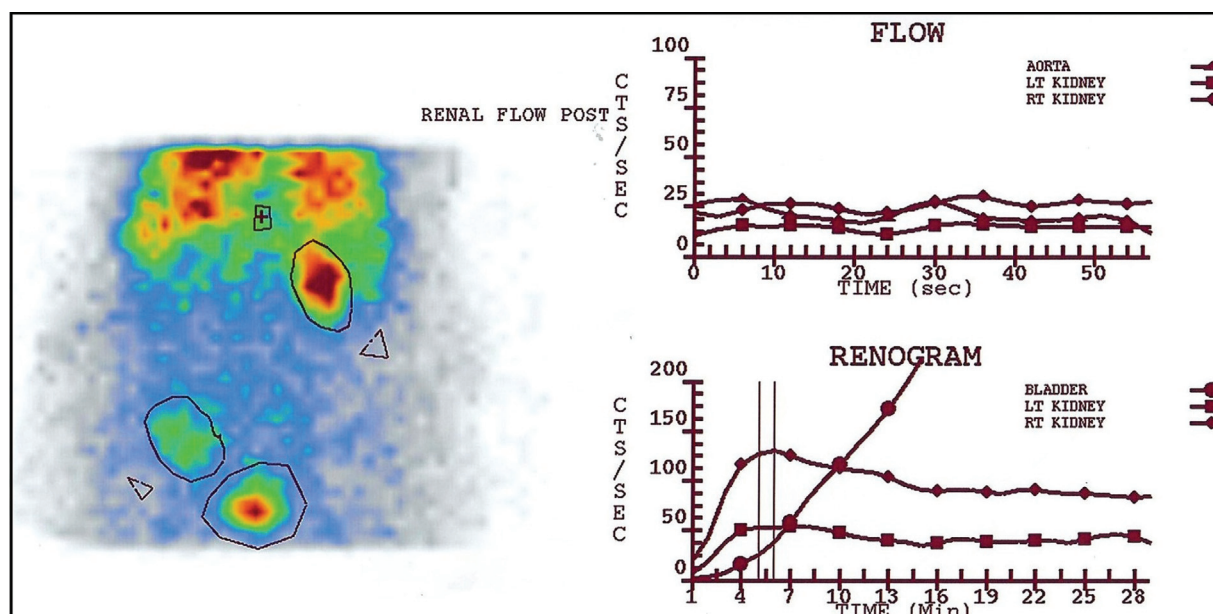 RENAL FLOW POST
FLOW
CTS/SEC
100
75
50
25
0
AORTA
LT KIDNEY
RT KIDNEY
0 10 20 30 40 50
TIME (sec)
RENOGRAM
CTS/SEC
200
150
100
50
0
BLADDER
LT KIDNEY
RT KIDNEY
1 4 7 10 13 16 19 22 25 28
TIME (Min)